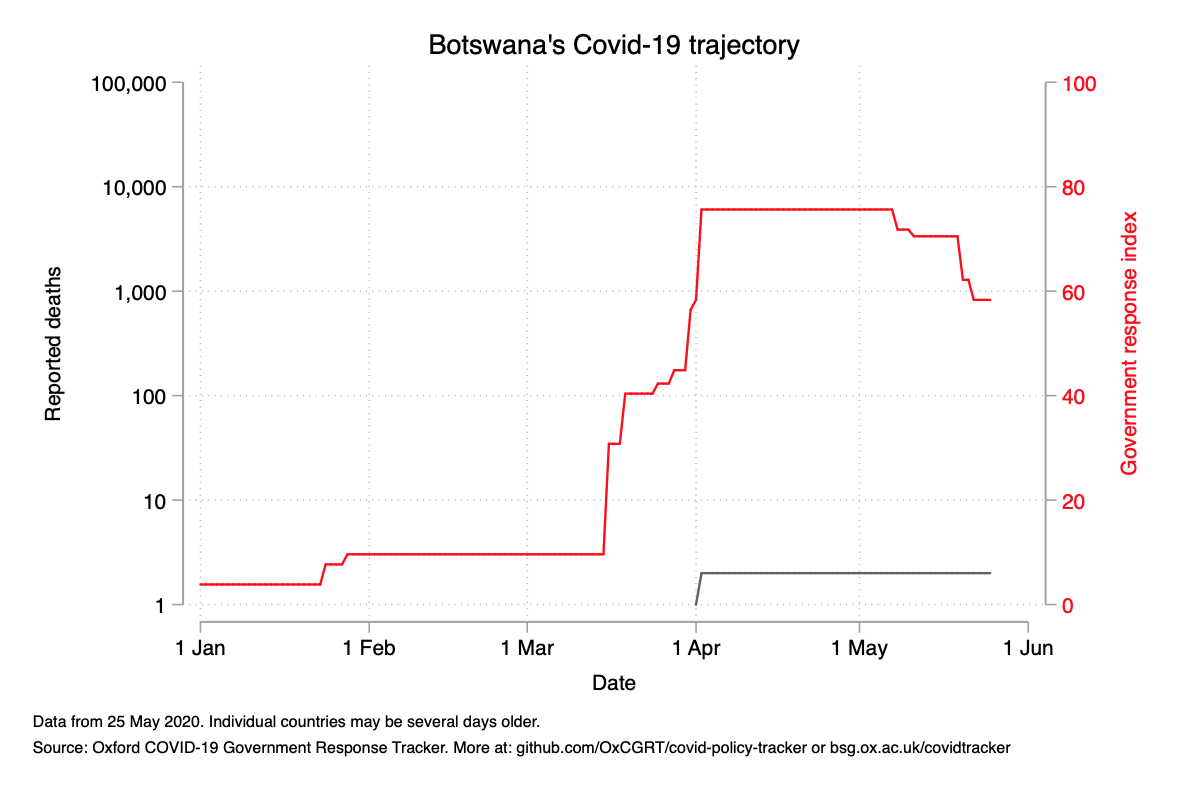 Botswana's Covid-19 trajectory
100,000
10,000
1,000
100
10
1
Reported deaths
100
80
60
40
20
0
Government response index
1 Jan
1 Feb
1 Mar
1 Apr
1 May
1 Jun
Date
Data from 25 May 2020. Individual countries may be several days older.
Source: Oxford COVID-19 Government Response Tracker. More at: github.com/OxCGRT/covid-policy-tracker or bsg.ox.ac.uk/covidtracker